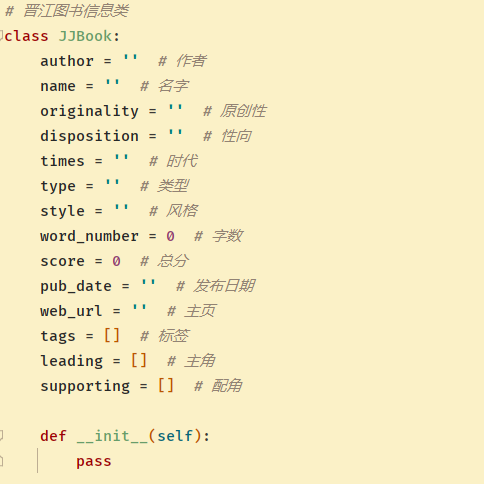 # 晋江图书信息类
class JJBook:
    author = ''  # 作者
    name = ''  # 名字
    originality = ''  # 原创性
    disposition = ''  # 性向
    times = ''  # 时代
    type = ''  # 类型
    style = ''  # 风格
    word_number = 0  # 字数
    score = 0  # 总分
    pub_date = ''  # 发布日期
    web_url = ''  # 主页
    tags = []  # 标签
    leading = []  # 主角
    supporting = []  # 配角

    def __init__(self):
        pass